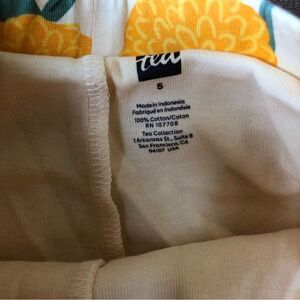 tea
5
Made in Indonesia
Fabriqué en Indonésie
100% Cotton/Coton
RN 107708
Tea Collection
1 Arkansas St., Suite B
San Francisco, CA
94107 USA